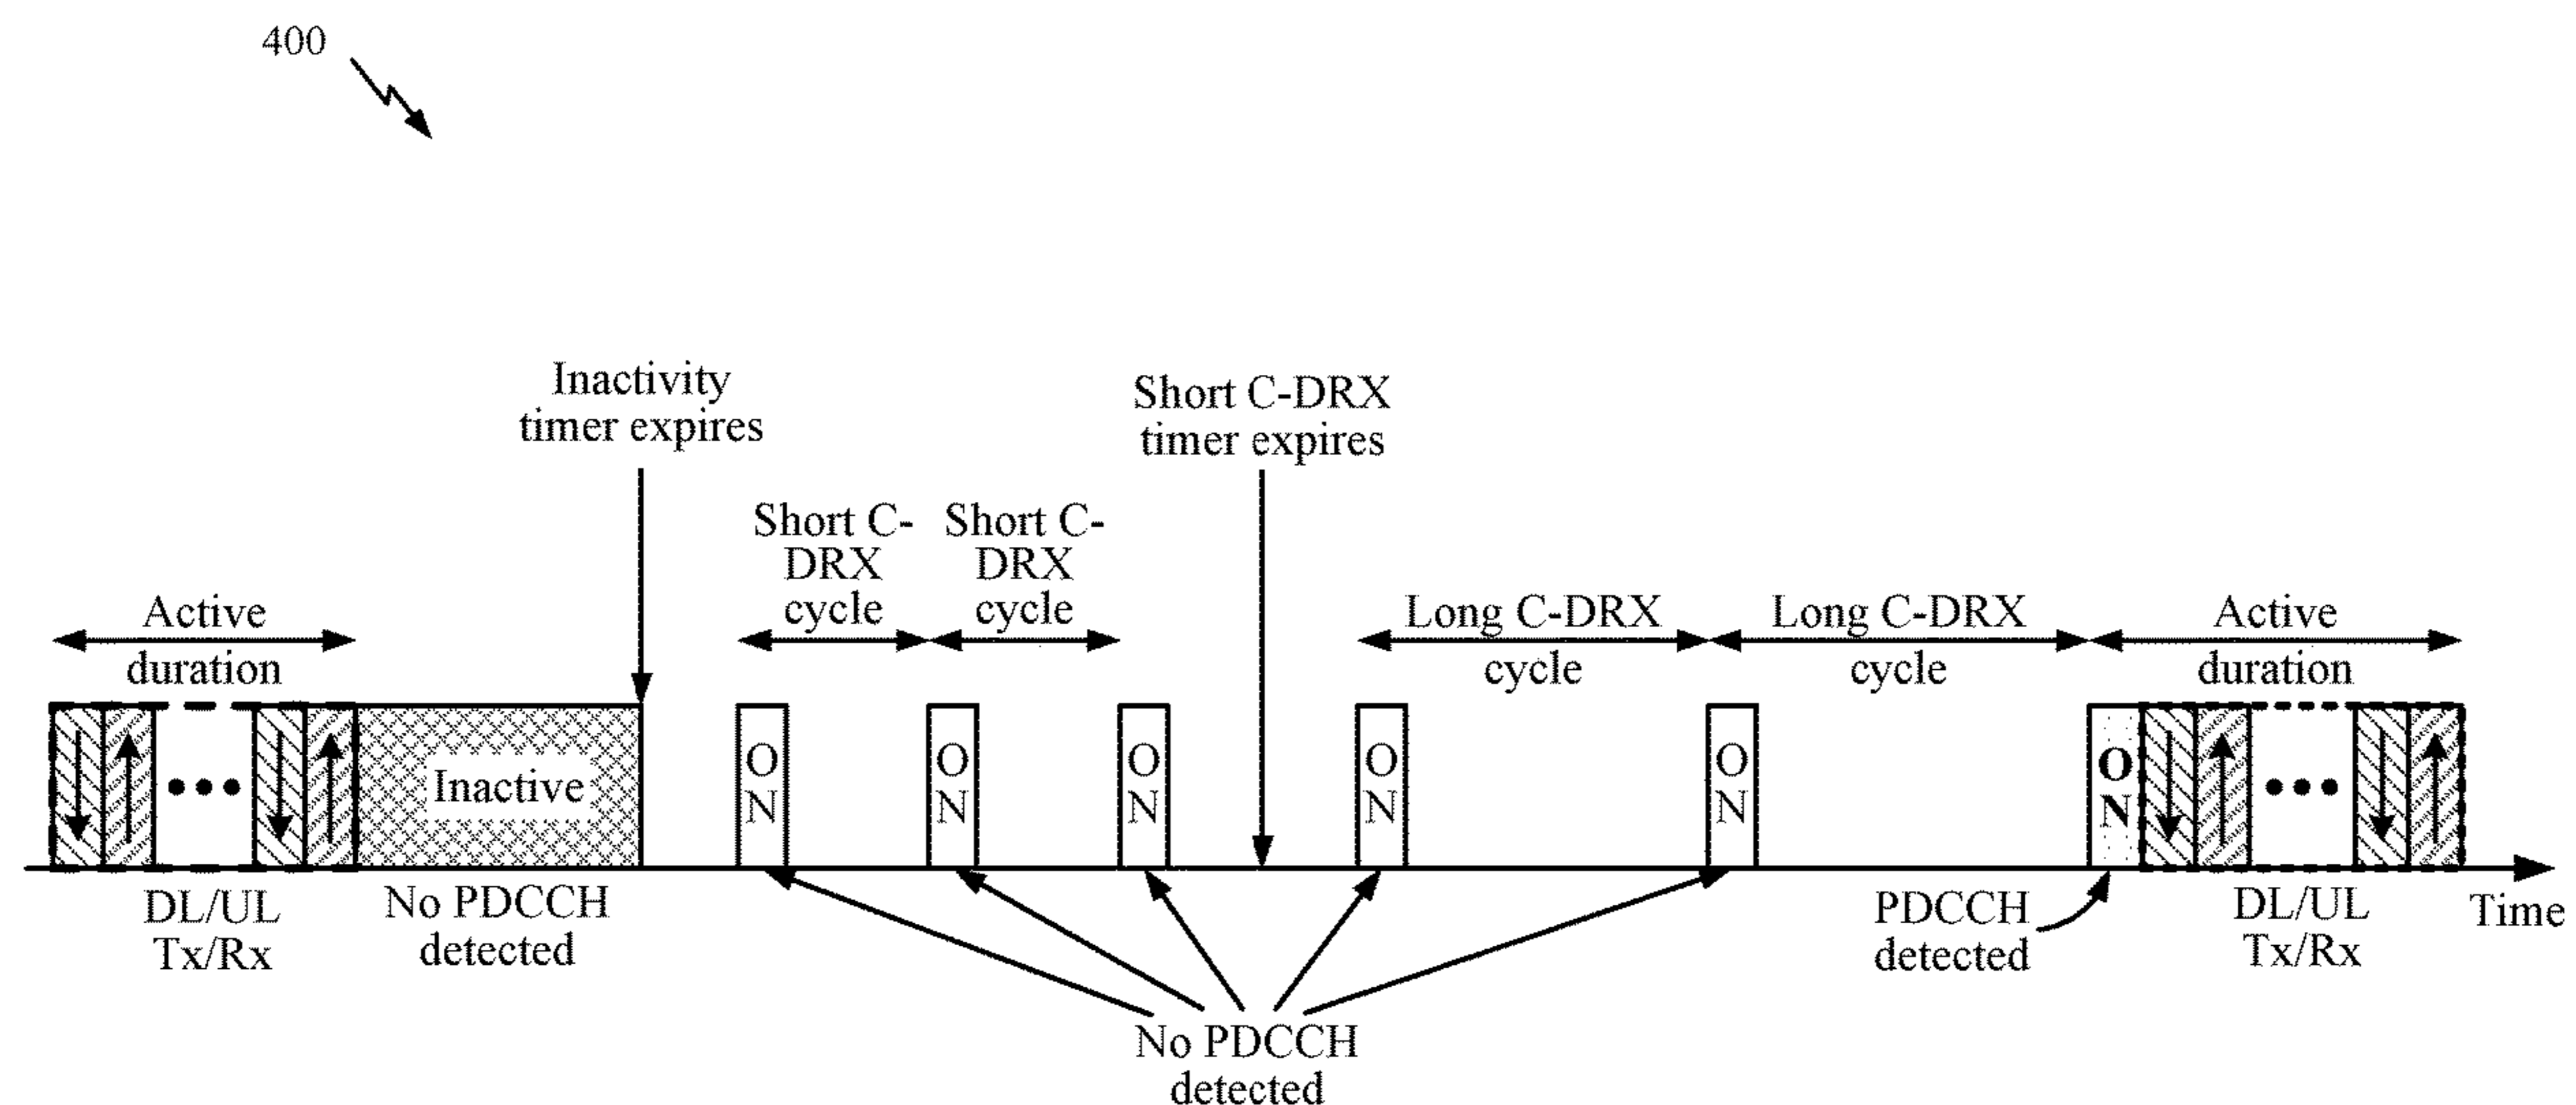 400
Inactivity
timer expires
Short C-DRX
timer expires
Short C-
DRX
cycle
Short C-
DRX
cycle
Active
duration
Long C-DRX
cycle
Long C-DRX
cycle
Active
duration
Inactive
O
N
O
N
O
N
O
N
O
N
O
N
DL/UL
Tx/Rx
No PDCCH
detected
PDCCH
detected
DL/UL
Tx/Rx
Time
No PDCCH
detected